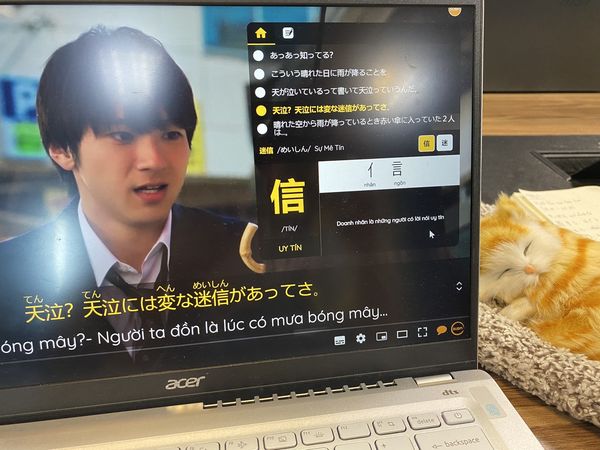 あっあっ知ってる?
こういう晴れた日に雨が降ることを
天が泣いているって書いて天泣っていうんだ。
天泣? 天泣には変な迷信があってさ。
晴れた空から雨が降っているとき赤い傘に入っていた2人
は...。
迷信 /めいしん/ Sự Mê Tín
信 迷
信
/TÍN/
UY TÍN
亻 言
nhân ngôn
Doanh nhân là những người có lời nói uy tín
てん てん へん めいしん
天泣? 天泣には変な迷信があってさ。
óng mây?- Người ta đồn là lúc có mưa bóng mây...
acer
dts
delete
backspace